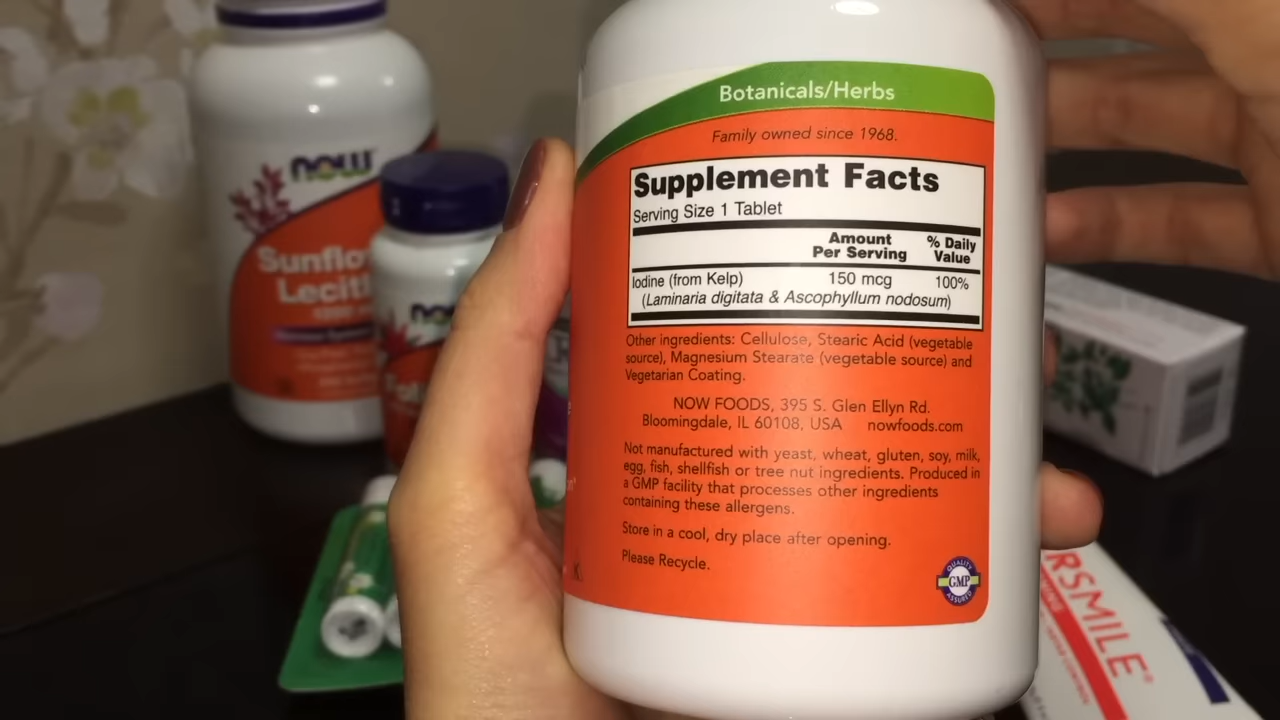 Botanicals/Herbs
Family owned since 1968.
Supplement Facts
Serving Size 1 Tablet
Amount Per Serving
% Daily Value
Iodine (from Kelp) 150 mcg 100%
(Laminaria digitata & Ascophyllum nodosum)
Other ingredients: Cellulose, Stearic Acid (vegetable
source), Magnesium Stearate (vegetable source) and
Vegetarian Coating.
NOW FOODS, 395 S. Glen Ellyn Rd.
Bloomingdale, IL 60108, USA nowfoods.com
Not manufactured with yeast, wheat, gluten, soy, milk,
egg, fish, shellfish or tree nut ingredients. Produced in
a GMP facility that processes other ingredients
containing these allergens.
Store in a cool, dry place after opening.
Please Recycle.
QUALITY
GMP
ASSURED
now
Sunflo
Lecit
now
RSMILE